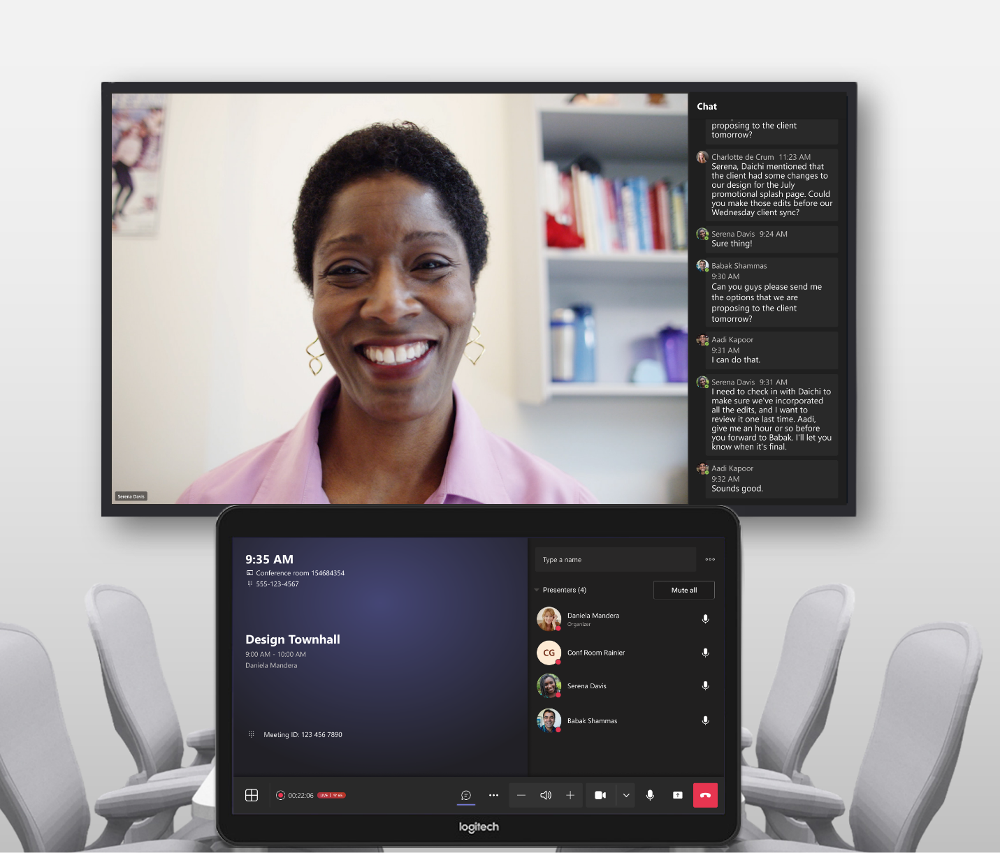 Chat
proposing to the client
tomorrow?
Charlotte de Crum 11:23 AM
Serena, Daichi mentioned that
the client had some changes to
our design for the July
promotional splash page. Could
you make those edits before our
Wednesday client sync?
Serena Davis 9:24 AM
Sure thing!
Babak Shammas
9:30 AM
Can you guys please send me
the options that we are
proposing to the client
tomorrow?
Aadi Kapoor
9:31 AM
I can do that.
Serena Davis 9:31 AM
I need to check in with Daichi to
make sure we've incorporated
all the edits, and I want to
review it one last time. Aadi,
give me an hour or so before
you forward to Babak. I'll let you
know when it's final.
Aadi Kapoor
9:32 AM
Sounds good.
Serena Davis
9:35 AM
Conference room 154684354
555-123-4567
Design Townhall
9:00 AM - 10:00 AM
Daniela Mandera
Meeting ID: 123 456 7890
Type a name
Presenters (4)
Mute all
Daniela Mandera
Organizer
CG
Conf Room Rainier
Serena Davis
Babak Shammas
00:22:06
LIVE | 65
logitech